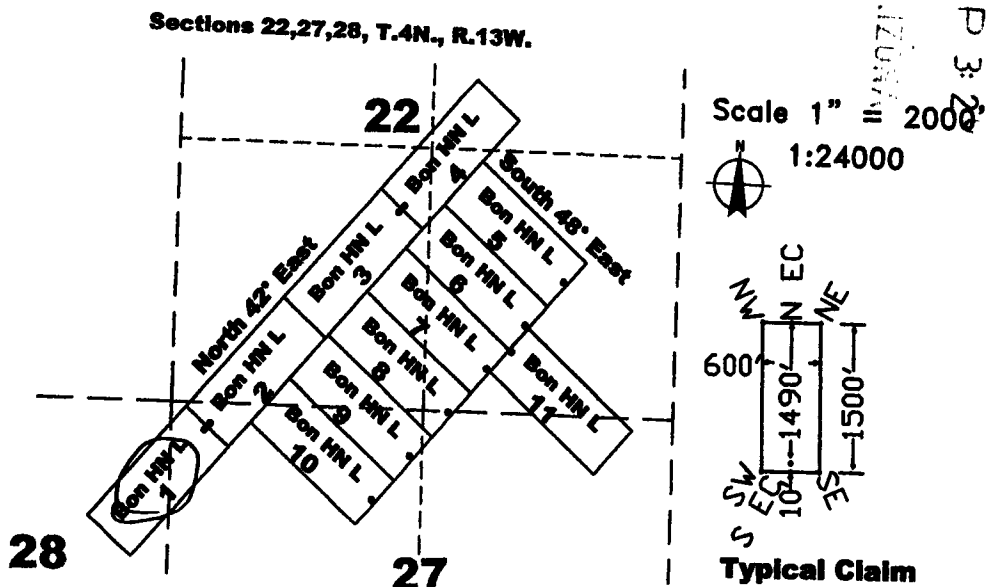 Sections 22,27,28, T.4N., R.13W.
P 3: 2
22
Scale 1" = 2000'
1:24000
N
Bon HN L
4
South 48° East
Bon HN L
5
Bon HN L
3
Bon HN L
6
North 42° East
Bon HN L
7
Bon HN L
2
Bon HN L
8
Bon HN L
9
Bon HN L
11
Bon HN L
10
Bon HN L
1
28
27
NW
N EC
NE
600'
1490'
1500'
10'
SW
S EC
SE
Typical Claim